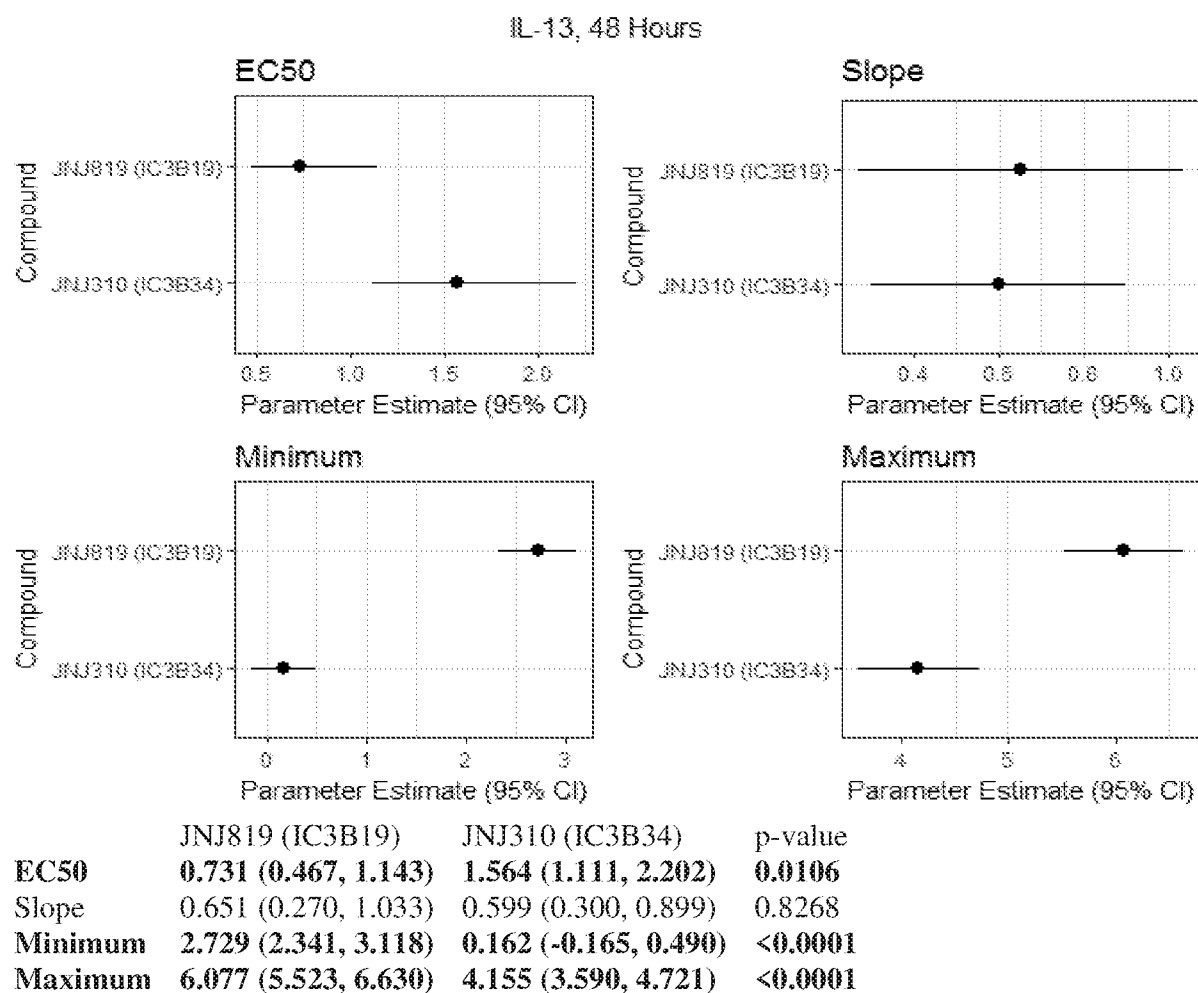 IL-13, 48 Hours
EC50
Compound
JNJ819 (IC3B19)
JNJ310 (IC3B34)
0.5 1.0 1.5 2.0
Parameter Estimate (95% CI)
Slope
Compound
JNJ819 (IC3B19)
JNJ310 (IC3B34)
0.4 0.6 0.8 1.0
Parameter Estimate (95% CI)
Minimum
Compound
JNJ819 (IC3B19)
JNJ310 (IC3B34)
0 1 2 3
Parameter Estimate (95% CI)
Maximum
Compound
JNJ819 (IC3B19)
JNJ310 (IC3B34)
4 5 6
Parameter Estimate (95% CI)
JNJ819 (IC3B19) JNJ310 (IC3B34) p-value
EC50 0.731 (0.467, 1.143) 1.564 (1.111, 2.202) 0.0106
Slope 0.651 (0.270, 1.033) 0.599 (0.300, 0.899) 0.8268
Minimum 2.729 (2.341, 3.118) 0.162 (-0.165, 0.490) <0.0001
Maximum 6.077 (5.523, 6.630) 4.155 (3.590, 4.721) <0.0001